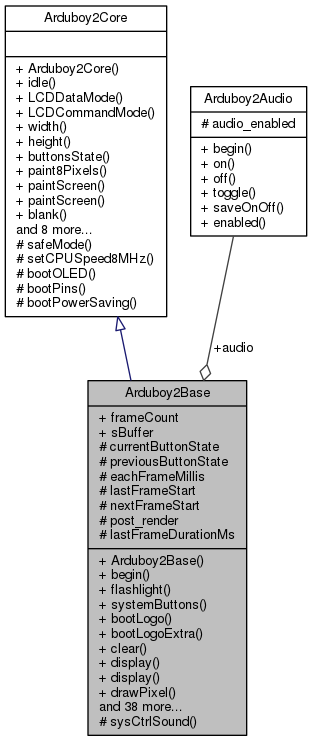 Arduboy2Core
+ Arduboy2Core()
+ idle()
+ LCDDataMode()
+ LCDCommandMode()
+ width()
+ height()
+ buttonsState()
+ paint8Pixels()
+ paintScreen()
+ paintScreen()
+ blank()
and 8 more...
# safeMode()
# setCPUSpeed8MHz()
# bootOLED()
# bootPins()
# bootPowerSaving()
Arduboy2Audio
# audio_enabled
+ begin()
+ on()
+ off()
+ toggle()
+ saveOnOff()
+ enabled()
+audio
Arduboy2Base
+ frameCount
+ sBuffer
# currentButtonState
# previousButtonState
# eachFrameMillis
# lastFrameStart
# nextFrameStart
# post_render
# lastFrameDurationMs
+ Arduboy2Base()
+ begin()
+ flashlight()
+ systemButtons()
+ bootLogo()
+ bootLogoExtra()
+ clear()
+ display()
+ display()
+ drawPixel()
and 38 more...
# sysCtrlSound()